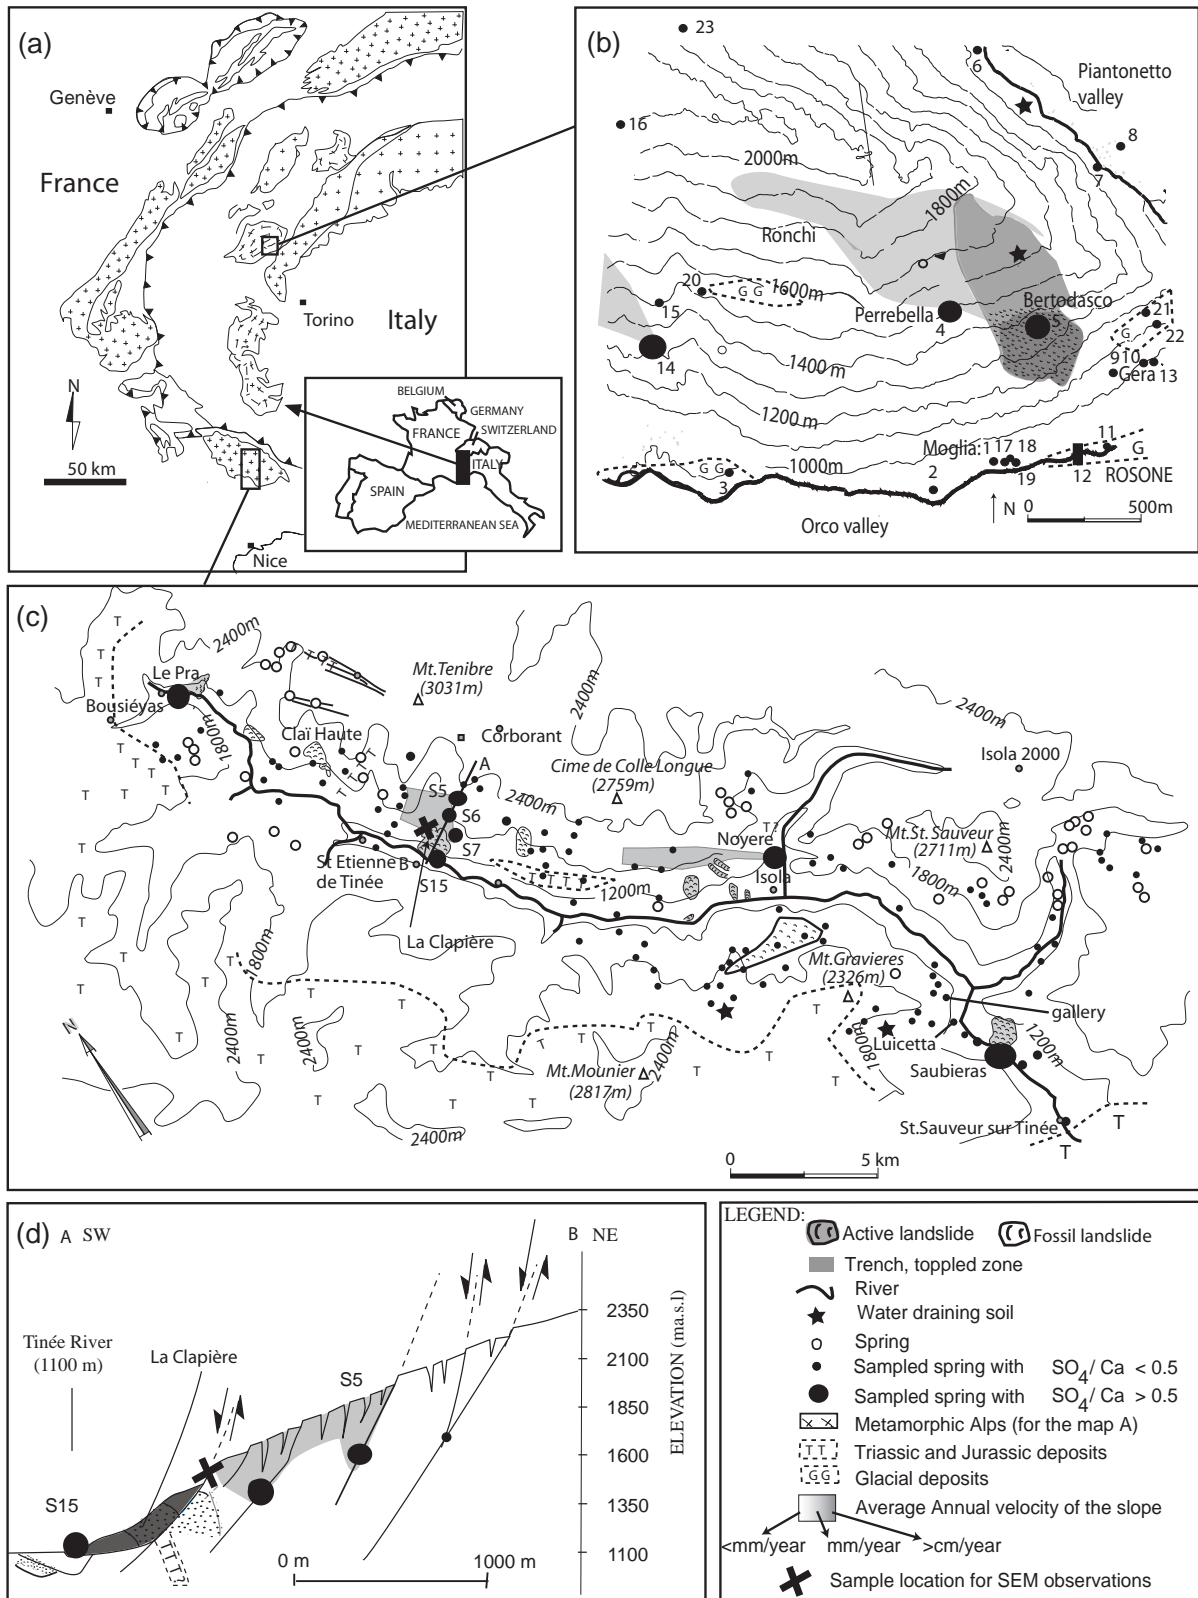 (a)
Genève
France
Torino
Italy
N
50 km
Nice
BELGIUM
GERMANY
SWITZERLAND
FRANCE
ITALY
SPAIN
MEDITERRANEAN SEA
(b)
23
6
Piantonetto
valley
16
8
7
2000m
1800m
Ronchi
20
G G
1600m
15
Perrebella
4
Bertodasco
5
21
22
G
14
1400m
9 10
Gera
13
1200m
Moglia:
1 17 18
11
G
1000m
G G
3
2
19
12
ROSONE
N
0
500m
Orco valley
(c)
2400m
Le Pra
Mt.Tenibre
(3031m)
2400m
2400m
Bousiéyas
1800m
Claï Haute
Corborant
Isola 2000
A
Cime de Colle Longue
(2759m)
S5
2400m
S6
Noyere
T?
Mt.St. Sauveur
(2711m)
2400m
S7
St Etienne
de Tinée
B
S15
T T T T
1200m
Isola
1800m
La Clapière
1800m
Mt.Gravieres
(2326m)
gallery
N
2400m
2400m
Luicetta
1800m
1200m
Mt.Mounier
(2817m)
2400m
Saubieras
2400m
St.Sauveur sur Tinée
T
T
0
5 km
(d)
A
SW
B
NE
2350
Tinée River
(1100 m)
La Clapière
2100
S5
1850
1600
S15
1350
1100
ELEVATION (ma.s.l)
T T T
0 m
1000 m
LEGEND:
Active landslide
Fossil landslide
Trench, toppled zone
River
Water draining soil
Spring
Sampled spring with SO4/ Ca < 0.5
Sampled spring with SO4/ Ca > 0.5
Metamorphic Alps (for the map A)
T T
Triassic and Jurassic deposits
G G
Glacial deposits
Average Annual velocity of the slope
<mm/year
mm/year
>cm/year
Sample location for SEM observations